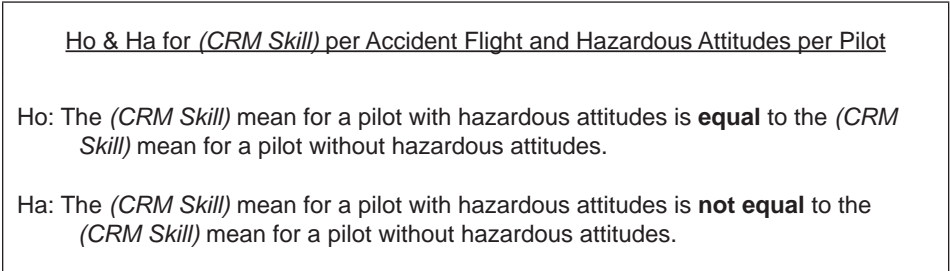 Ho & Ha for (CRM Skill) per Accident Flight and Hazardous Attitudes per Pilot
Ho: The (CRM Skill) mean for a pilot with hazardous attitudes is equal to the (CRM
Skill) mean for a pilot without hazardous attitudes.
Ha: The (CRM Skill) mean for a pilot with hazardous attitudes is not equal to the
(CRM Skill) mean for a pilot without hazardous attitudes.